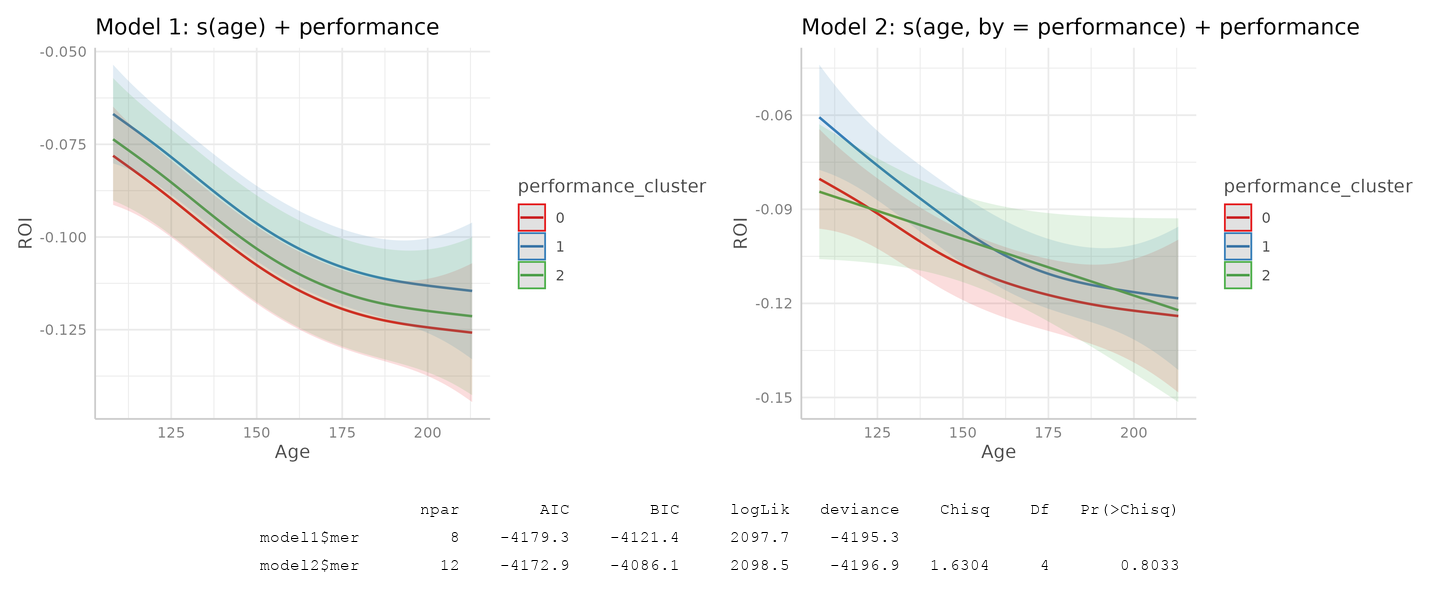 Model 1: s(age) + performance
-0.050
-0.075
-0.100
-0.125
ROI
125 150 175 200
Age
performance_cluster
0
1
2
Model 2: s(age, by = performance) + performance
-0.06
-0.09
-0.12
-0.15
ROI
125 150 175 200
Age
performance_cluster
0
1
2
npar AIC BIC logLik deviance Chisq Df Pr(>Chisq)
model1$mer 8 -4179.3 -4121.4 2097.7 -4195.3
model2$mer 12 -4172.9 -4086.1 2098.5 -4196.9 1.6304 4 0.8033